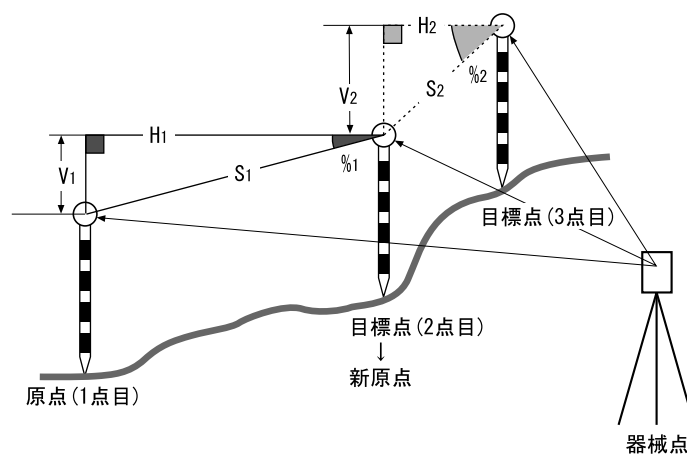 H2
%2
V2
S2
H1
%1
V1
S1
目標点(3点目)
目標点(2点目)
↓
新原点
原点(1点目)
器械点